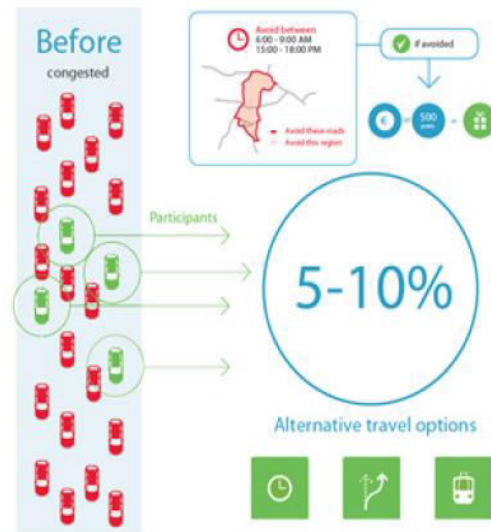 Before
congested
Avoid between
6:00 - 9:00 AM
15:00 - 18:00 PM
Avoid these roads
Avoid this region
If avoided
€ = 500 =
Participants
5-10%
Alternative travel options